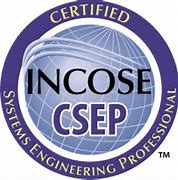 CERTIFIED
INCOSE
CSEP
SYSTEMS ENGINEERING PROFESSIONAL
TM